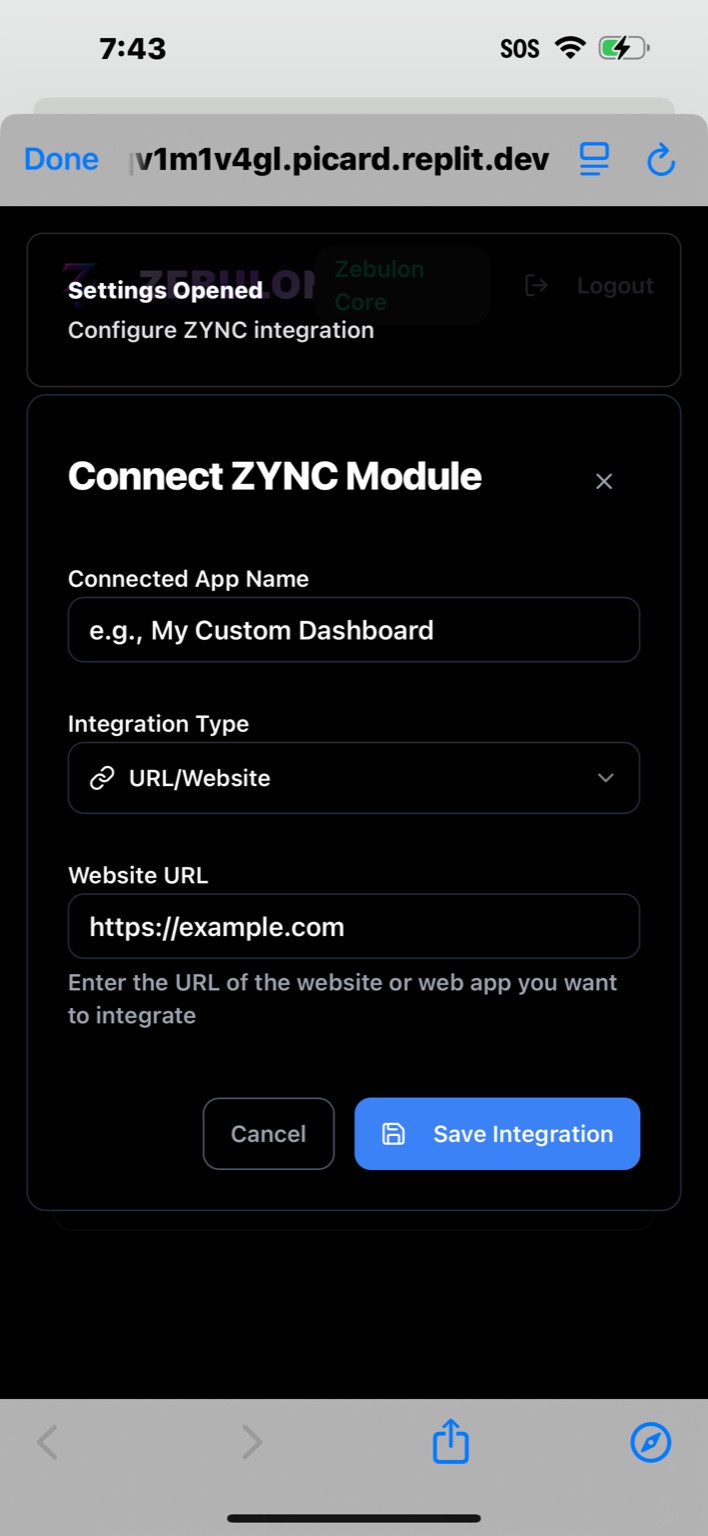 7:43
SOS
Done
v1m1v4gl.picard.replit.dev
ZEBULON
Zebulon
Core
Logout
Settings Opened
Configure ZYNC integration
Connect ZYNC Module
Connected App Name
e.g., My Custom Dashboard
Integration Type
URL/Website
Website URL
https://example.com
Enter the URL of the website or web app you want
to integrate
Cancel
Save Integration